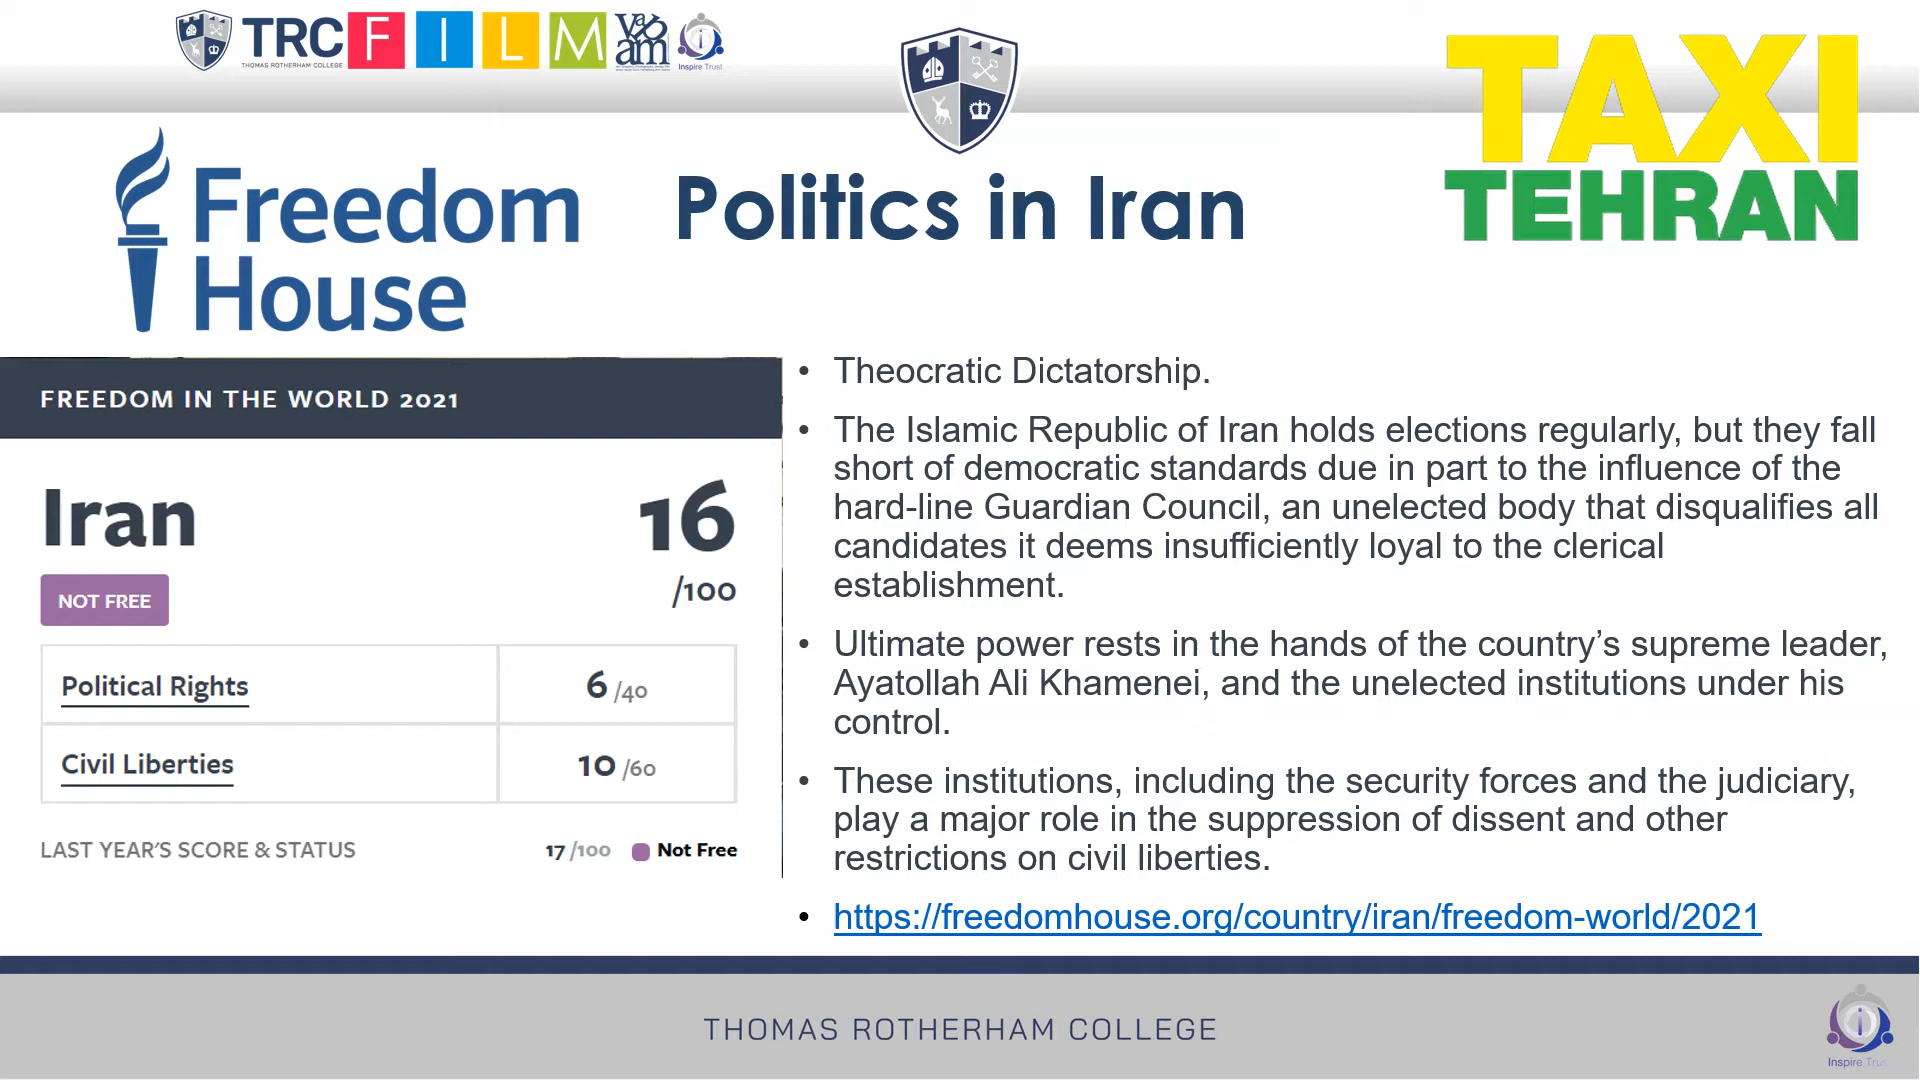 TRC
THOMAS ROTHERHAM COLLEGE
FILM
Inspire Trust
TAXI
TEHRAN
Freedom
House
Politics in Iran
FREEDOM IN THE WORLD 2021
Iran
16
/100
NOT FREE
Political Rights 6 /40
Civil Liberties 10 /60
LAST YEAR'S SCORE & STATUS 17 /100 Not Free
• Theocratic Dictatorship.
• The Islamic Republic of Iran holds elections regularly, but they fall
short of democratic standards due in part to the influence of the
hard-line Guardian Council, an unelected body that disqualifies all
candidates it deems insufficiently loyal to the clerical
establishment.
• Ultimate power rests in the hands of the country’s supreme leader,
Ayatollah Ali Khamenei, and the unelected institutions under his
control.
• These institutions, including the security forces and the judiciary,
play a major role in the suppression of dissent and other
restrictions on civil liberties.
• https://freedomhouse.org/country/iran/freedom-world/2021
THOMAS ROTHERHAM COLLEGE
Inspire Trust